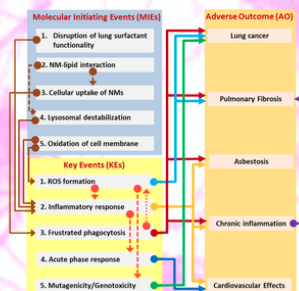 Molecular Initiating Events (MIEs)
1. Disruption of lung surfactant
functionality
2. NM-lipid interaction
3. Cellular uptake of NMs
4. Lysosomal destabilization
5. Oxidation of cell membrane
Key Events (KEs)
1. ROS formation
2. Inflammatory response
3. Frustrated phagocytosis
4. Acute phase response
5. Mutagenicity/Genotoxicity
Adverse Outcome (AO)
Lung cancer
Pulmonary Fibrosis
Asbestosis
Chronic inflammation
Cardiovascular Effects